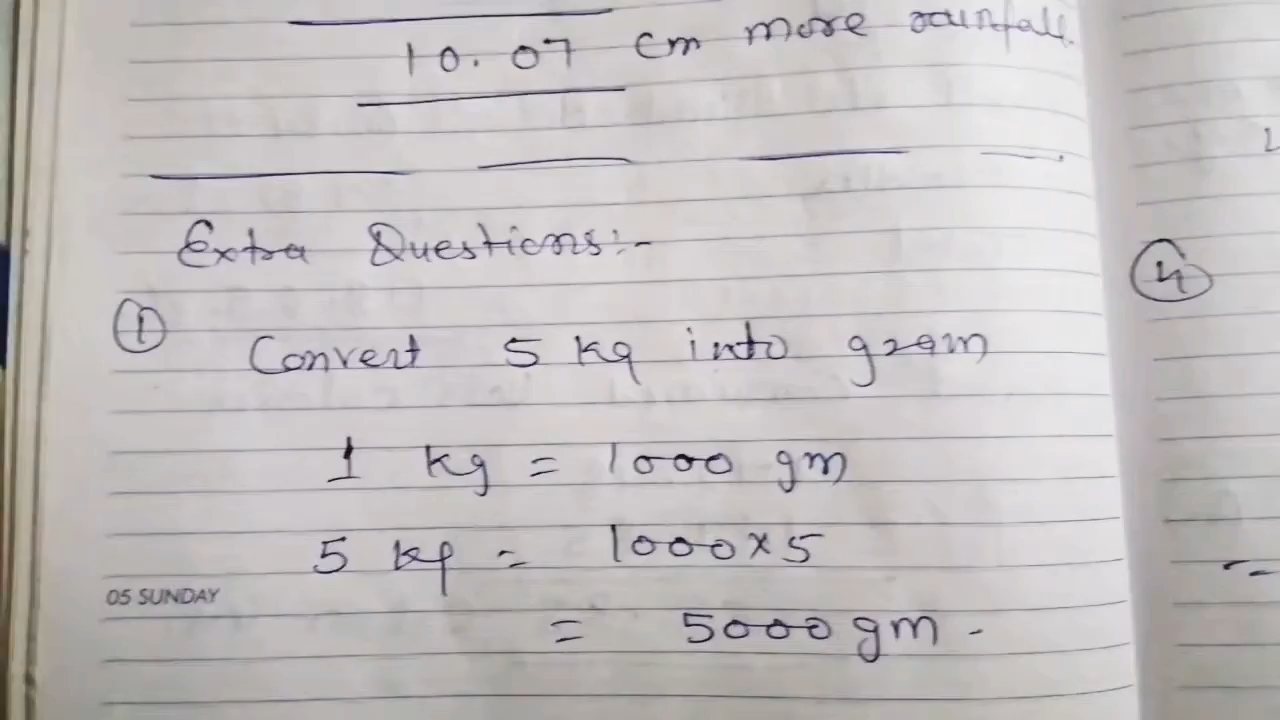 10.07 cm more rainfall.
Extra Questions:-
① Convert 5 kg into gram
1 kg = 1000 gm
5 kg = 1000×5
05 SUNDAY
= 5000 gm -
④